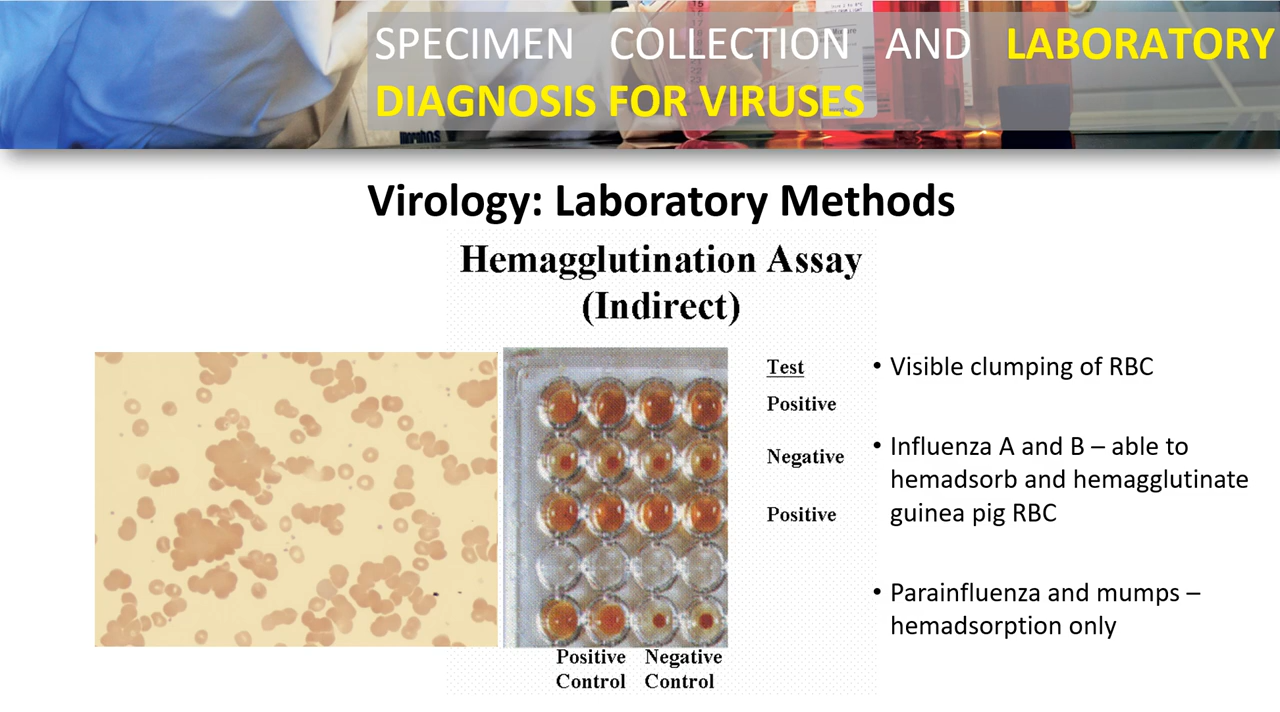 SPECIMEN COLLECTION AND LABORATORY
DIAGNOSIS FOR VIRUSES
Virology: Laboratory Methods
Hemagglutination Assay
(Indirect)
Test
Positive
Negative
Positive
Positive Control
Negative Control
• Visible clumping of RBC
• Influenza A and B – able to
hemadsorb and hemagglutinate
guinea pig RBC
• Parainfluenza and mumps –
hemadsorption only